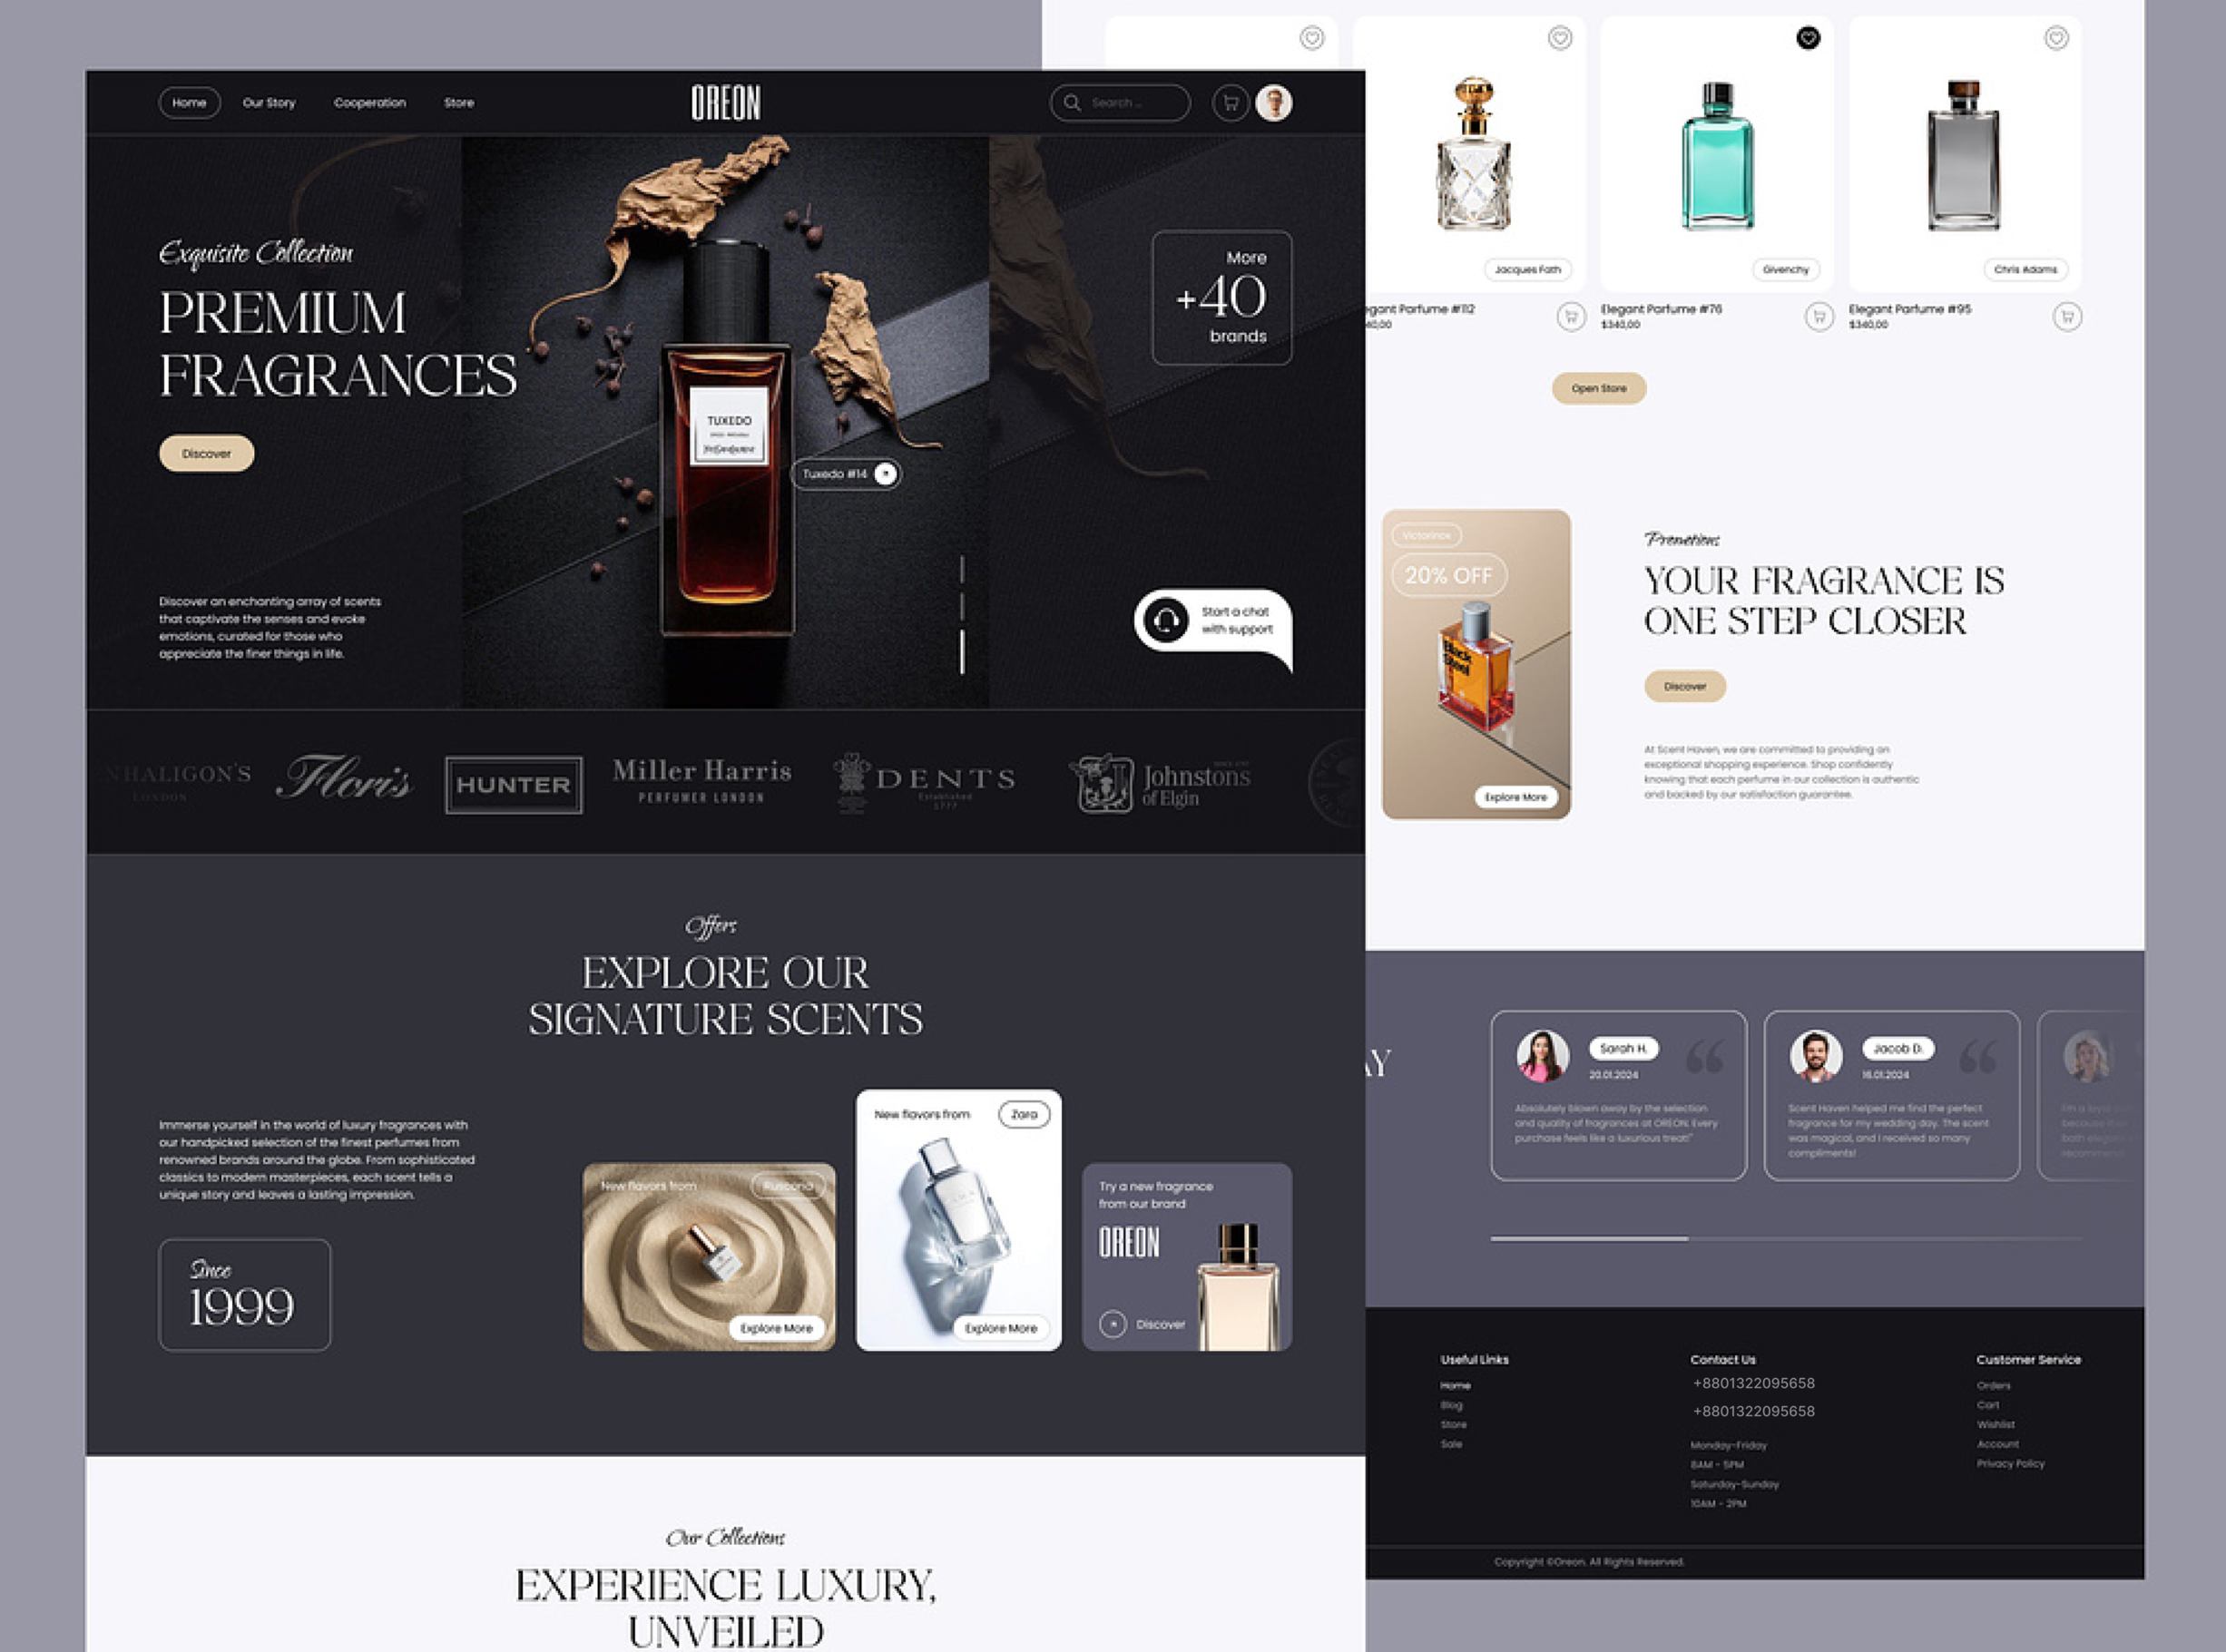 Home
Our Story
Cooperation
Store
OREON
Search ...
Exquisite Collection
PREMIUM
FRAGRANCES
Discover
Discover an enchanting array of scents
that captivate the senses and evoke
emotions, curated for those who
appreciate the finer things in life.
TUXEDO
Tuxedo #14
More
+40
brands
Start a chat
with support
NHALIGON'S
LONDON
Floris
HUNTER
Miller Harris
PERFUMER LONDON
DENTS
Established
1777
Johnstons
of Elgin
Offers
EXPLORE OUR
SIGNATURE SCENTS
Immerse yourself in the world of luxury fragrances with
our handpicked selection of the finest perfumes from
renowned brands around the globe. From sophisticated
classics to modern masterpieces, each scent tells a
unique story and leaves a lasting impression.
Since
1999
New flavors from
Explore More
New flavors from
Zara
Explore More
Try a new fragrance
from our brand
OREON
Discover
Our Collections
EXPERIENCE LUXURY,
UNVEILED
Jacques Fath
Givenchy
Chris Adams
egant Parfume #112
40,00
Elegant Parfume #76
$340,00
Elegant Parfume #95
$340,00
Open Store
Victorinox
20% OFF
Black
Steel
Explore More
Promotions
YOUR FRAGRANCE IS
ONE STEP CLOSER
Discover
At Scent Haven, we are committed to providing an
exceptional shopping experience. Shop confidently
knowing that each perfume in our collection is authentic
and backed by our satisfaction guarantee.
AY
Sarah H.
20.01.2024
Absolutely blown away by the selection
and quality of fragrances at OREON. Every
purchase feels like a luxurious treat!"
Jacob D.
16.01.2024
Scent Haven helped me find the perfect
fragrance for my wedding day. The scent
was magical, and I received so many
compliments!
Useful Links
Home
Blog
Store
Sale
Contact Us
+8801322095658
+8801322095658
Monday-Friday
8AM - 5PM
Saturday-Sunday
10AM - 2PM
Customer Service
Orders
Cart
Wishlist
Account
Privacy Policy
Copyright ©Oreon. All Rights Reserved.